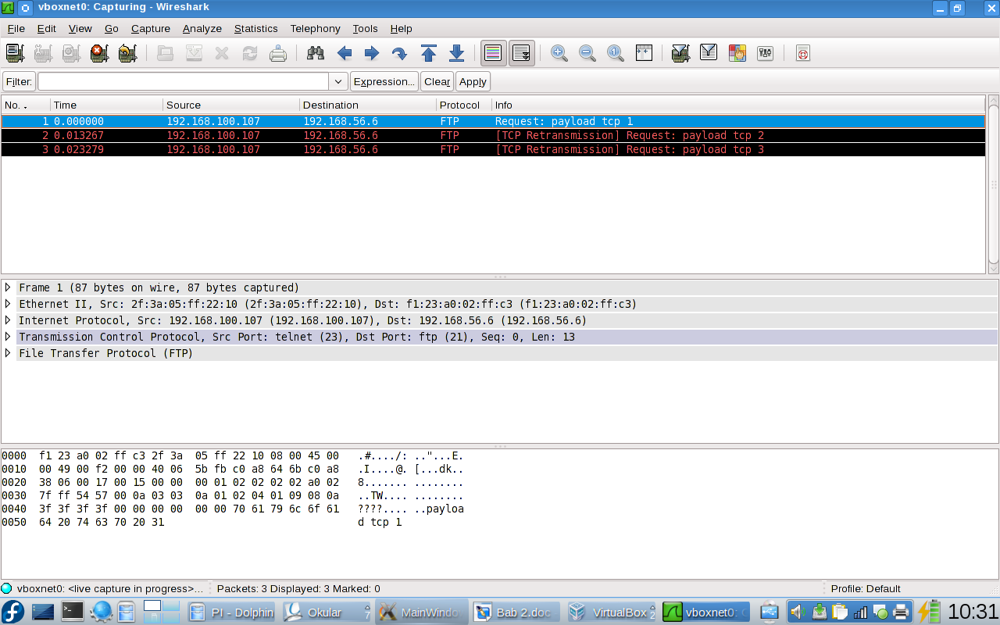 vboxnet0: Capturing - Wireshark
File Edit View Go Capture Analyze Statistics Telephony Tools Help
Filter: Expression... Clear Apply
No. Time Source Destination Protocol Info
1 0.000000 192.168.100.107 192.168.56.6 FTP Request: payload tcp 1
2 0.013267 192.168.100.107 192.168.56.6 FTP [TCP Retransmission] Request: payload tcp 2
3 0.023279 192.168.100.107 192.168.56.6 FTP [TCP Retransmission] Request: payload tcp 3
Frame 1 (87 bytes on wire, 87 bytes captured)
Ethernet II, Src: 2f:3a:05:ff:22:10 (2f:3a:05:ff:22:10), Dst: f1:23:a0:02:ff:c3 (f1:23:a0:02:ff:c3)
Internet Protocol, Src: 192.168.100.107 (192.168.100.107), Dst: 192.168.56.6 (192.168.56.6)
Transmission Control Protocol, Src Port: telnet (23), Dst Port: ftp (21), Seq: 0, Len: 13
File Transfer Protocol (FTP)
0000 f1 23 a0 02 ff c3 2f 3a 05 ff 22 10 08 00 45 00 .#..../: .."...E.
0010 00 49 00 f2 00 00 40 06 5b fb c0 a8 64 6b c0 a8 .I....@. [...dk..
0020 38 06 00 17 00 15 00 00 00 01 02 02 02 02 a0 02 8....... ........
0030 7f ff 54 57 00 0a 03 03 0a 01 02 04 01 09 08 0a ..TW.... ........
0040 3f 3f 3f 3f 00 00 00 00 00 00 70 61 79 6c 6f 61 ????.... ..payloa
0050 64 20 74 63 70 20 31 d tcp 1
vboxnet0: <live capture in progress>... Packets: 3 Displayed: 3 Marked: 0 Profile: Default
PI - Dolphin Okular 7 MainWindo Bab 2.doc VirtualBox 2 vboxnet0: C 10:31